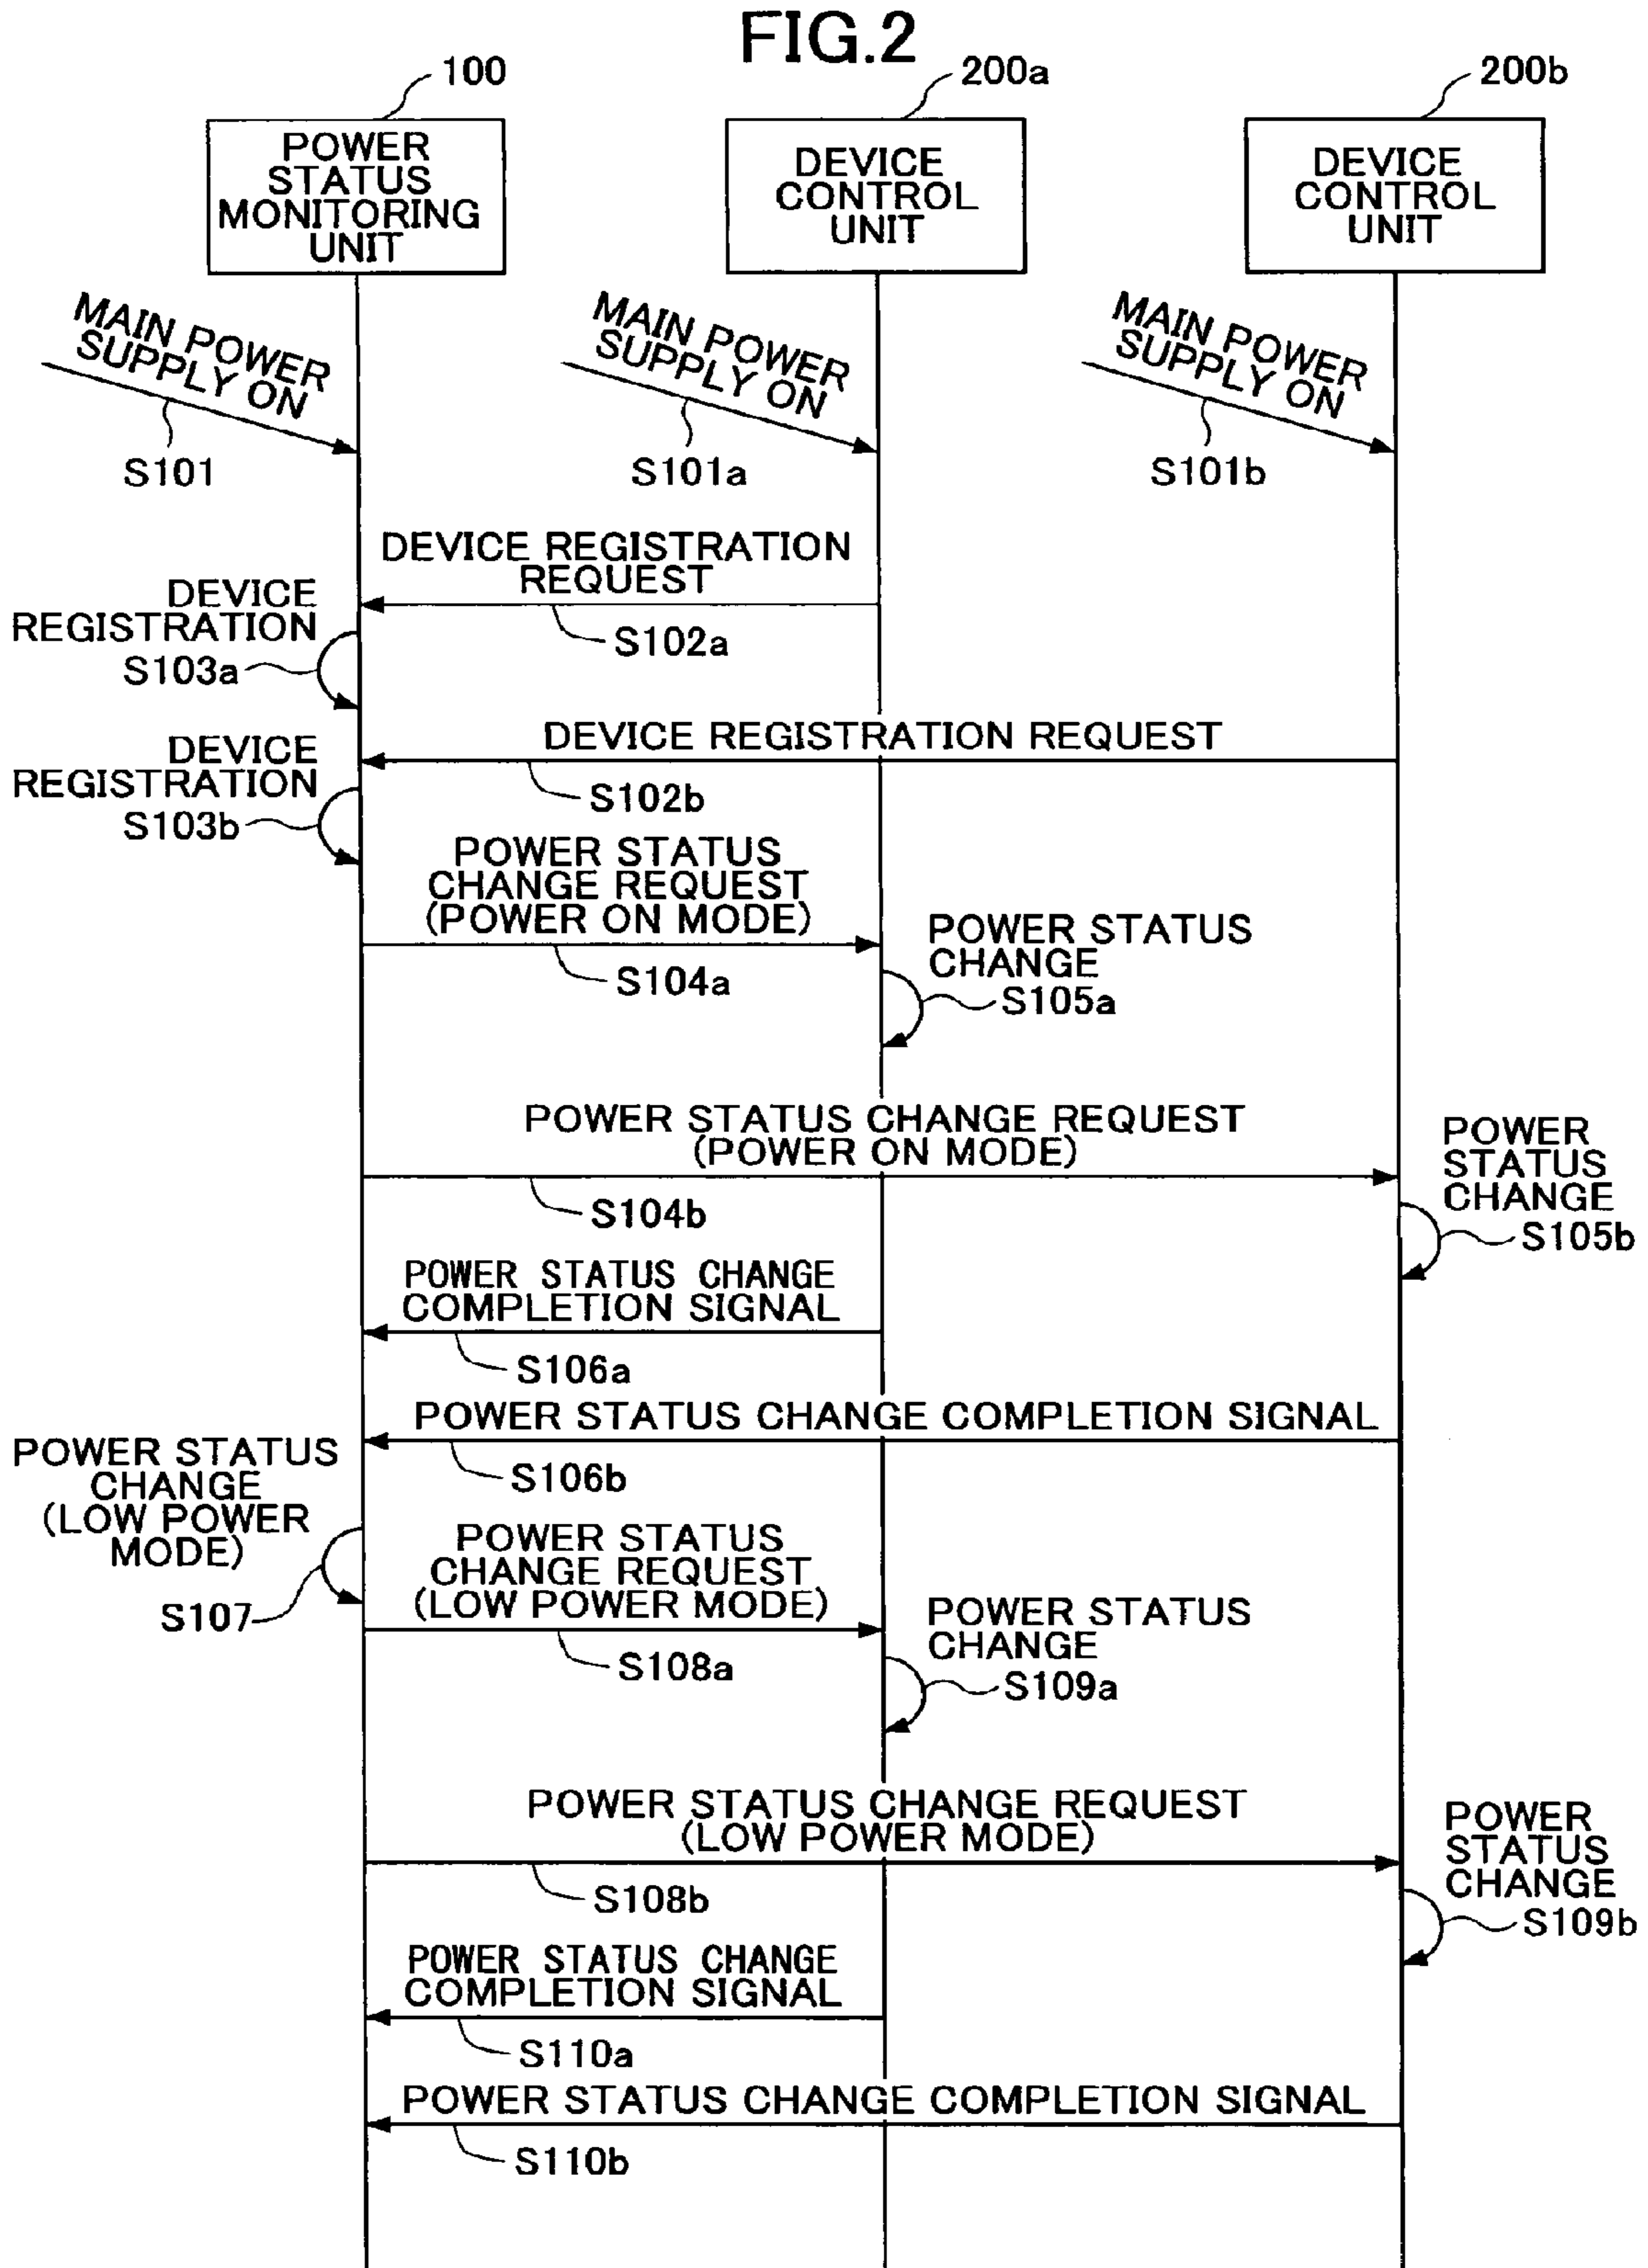 FIG.2
100
200a
200b
POWER
STATUS
MONITORING
UNIT
DEVICE
CONTROL
UNIT
DEVICE
CONTROL
UNIT
MAIN POWER
SUPPLY ON
S101
MAIN POWER
SUPPLY ON
S101a
MAIN POWER
SUPPLY ON
S101b
DEVICE REGISTRATION
REQUEST
S102a
DEVICE
REGISTRATION
S103a
DEVICE REGISTRATION REQUEST
S102b
DEVICE
REGISTRATION
S103b
POWER STATUS
CHANGE REQUEST
(POWER ON MODE)
S104a
POWER STATUS
CHANGE
S105a
POWER STATUS CHANGE REQUEST
(POWER ON MODE)
S104b
POWER
STATUS
CHANGE
S105b
POWER STATUS CHANGE
COMPLETION SIGNAL
S106a
POWER STATUS CHANGE COMPLETION SIGNAL
S106b
POWER STATUS
CHANGE
(LOW POWER
MODE)
S107
POWER STATUS
CHANGE REQUEST
(LOW POWER MODE)
S108a
POWER STATUS
CHANGE
S109a
POWER STATUS CHANGE REQUEST
(LOW POWER MODE)
S108b
POWER
STATUS
CHANGE
S109b
POWER STATUS CHANGE
COMPLETION SIGNAL
S110a
POWER STATUS CHANGE COMPLETION SIGNAL
S110b